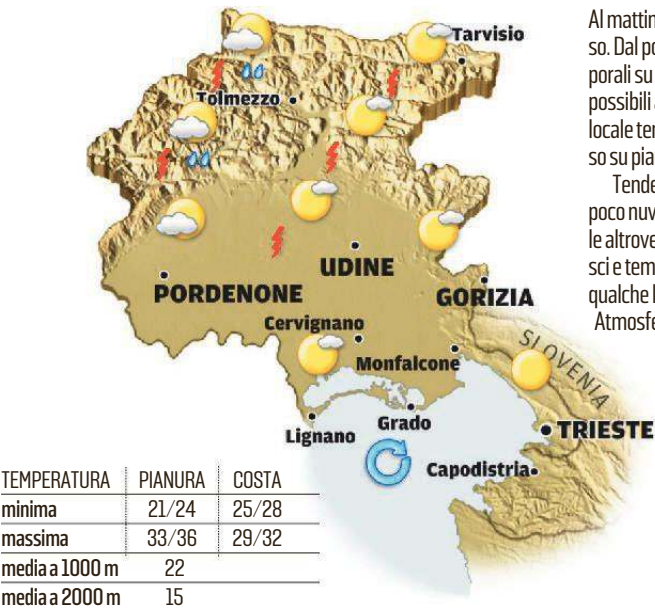 Tarvisio
Tolmezzo
UDINE
PORDENONE
GORIZIA
Cervignano
Monfalcone
SLOVENIA
Grado
Lignano
TRIESTE
Capodistria
TEMPERATURA PIANURA COSTA
minima 21/24 25/28
massima 33/36 29/32
media a 1000 m 22
media a 2000 m 15
Al mattin
so. Dal po
porali su
possibili a
locale ten
so su pia
Tende
poco nuv
le altrove
sci e temp
qualche l
Atmosfe